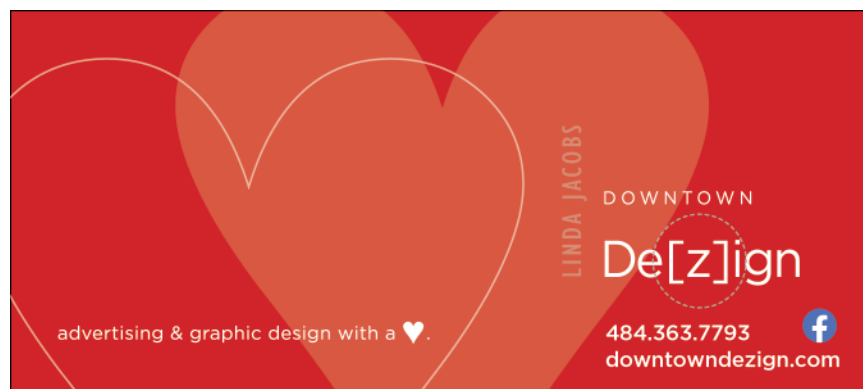 LINDA JACOBS
DOWNTOWN
De[z]ign
advertising & graphic design with a ♥.
484.363.7793
downtowndezign.com